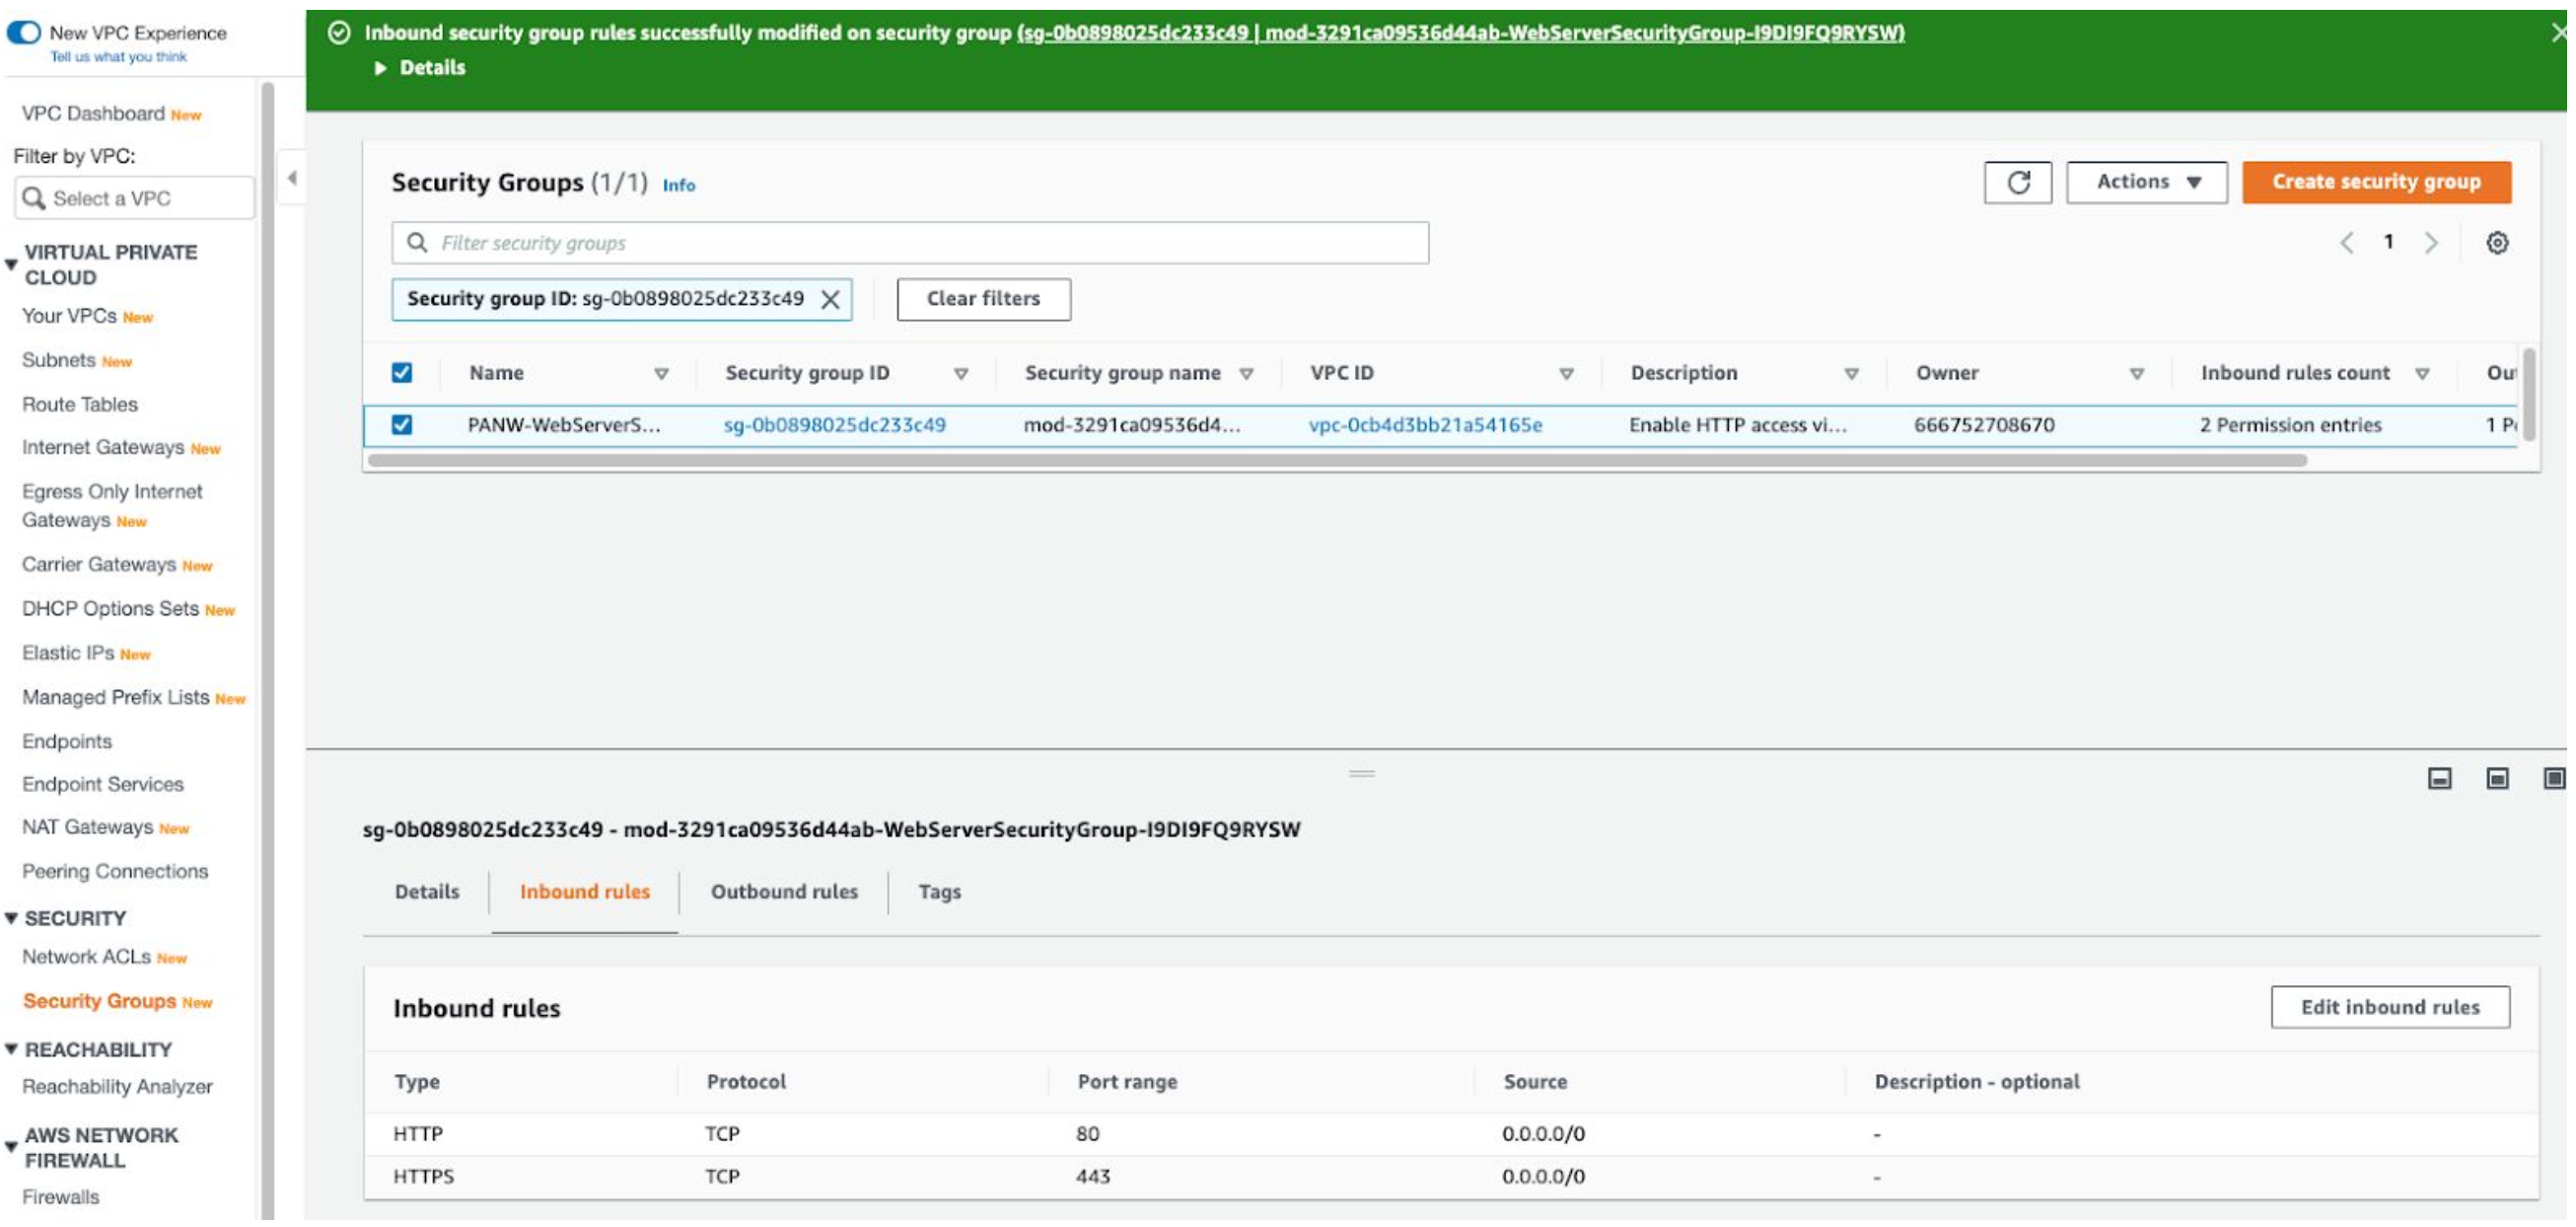 New VPC Experience
Tell us what you think
VPC Dashboard New
Filter by VPC:
Select a VPC
VIRTUAL PRIVATE
CLOUD
Your VPCs New
Subnets New
Route Tables
Internet Gateways New
Egress Only Internet
Gateways New
Carrier Gateways New
DHCP Options Sets New
Elastic IPs New
Managed Prefix Lists New
Endpoints
Endpoint Services
NAT Gateways New
Peering Connections
SECURITY
Network ACLs New
Security Groups New
REACHABILITY
Reachability Analyzer
AWS NETWORK
FIREWALL
Firewalls
Inbound security group rules successfully modified on security group (sg-0b0898025dc233c49 | mod-3291ca09536d44ab-WebServerSecurityGroup-I9DI9FQ9RYSW)
Details
Security Groups (1/1) Info
Actions
Create security group
Filter security groups
1
Security group ID: sg-0b0898025dc233c49
Clear filters
Name Security group ID Security group name VPC ID Description Owner Inbound rules count Out
PANW-WebServerS... sg-0b0898025dc233c49 mod-3291ca09536d4... vpc-0cb4d3bb21a54165e Enable HTTP access vi... 666752708670 2 Permission entries 1 P
sg-0b0898025dc233c49 - mod-3291ca09536d44ab-WebServerSecurityGroup-I9DI9FQ9RYSW
Details Inbound rules Outbound rules Tags
Inbound rules
Edit inbound rules
Type Protocol Port range Source Description - optional
HTTP TCP 80 0.0.0.0/0 -
HTTPS TCP 443 0.0.0.0/0 -